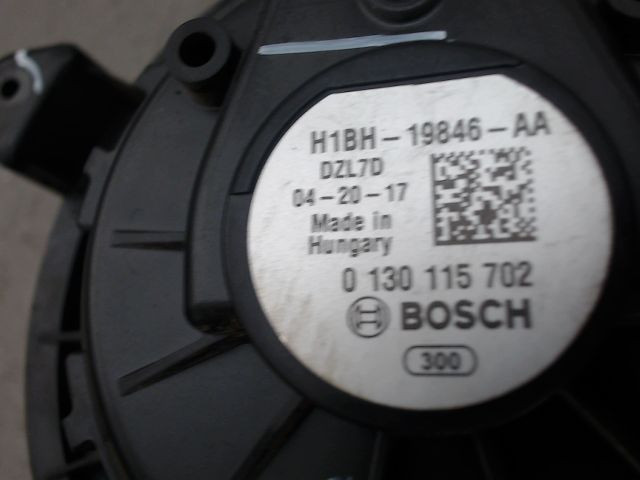 H1BH-19846-AA
DZL7D
04-20-17
Made in
Hungary
0 130 115 702
BOSCH
300